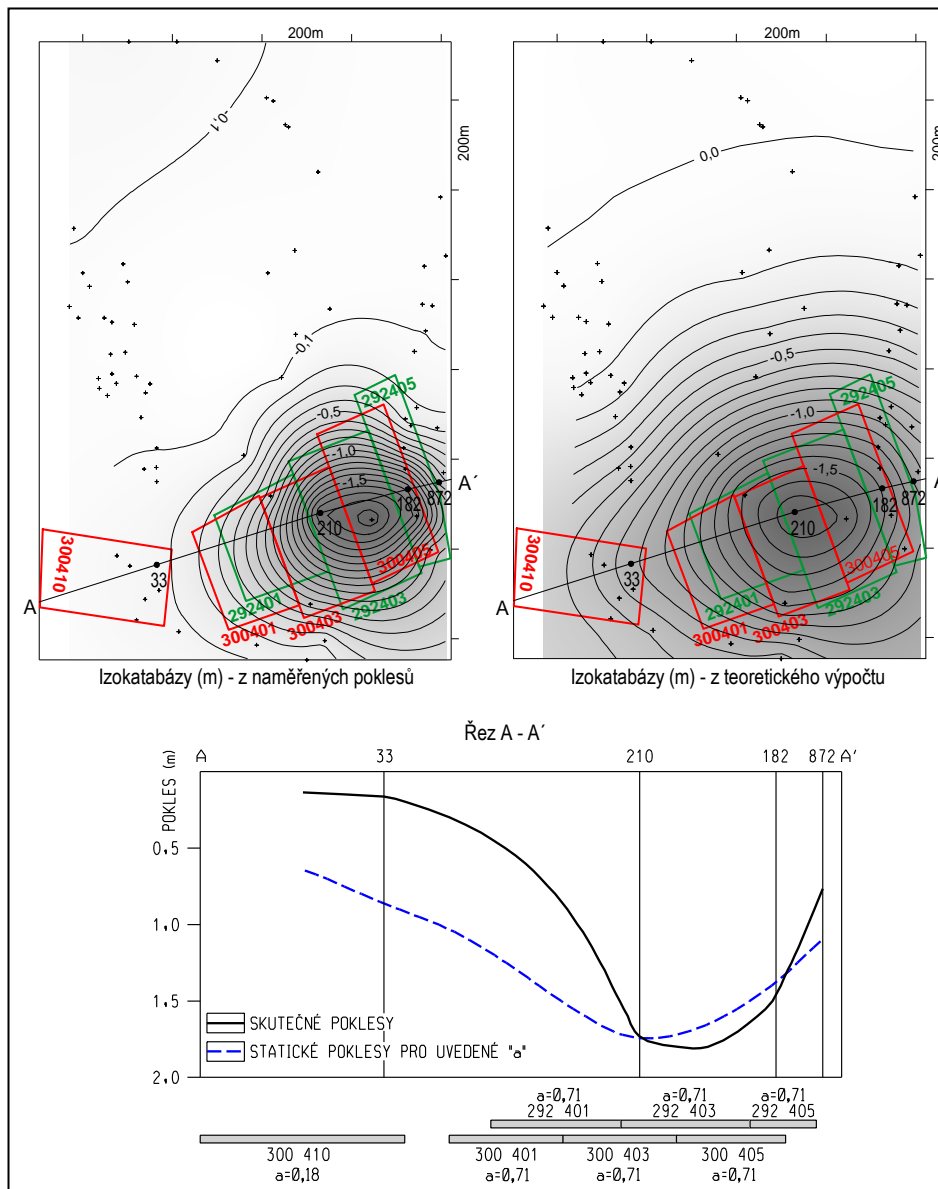 200m
200m
200m
200m
-0,1
-0,1
-0,5
-1,0
-1,5
292405
A´
872
182
210
300410
33
A
292401
300401
300403
292403
300405
Izokatabázy (m) - z naměřených poklesů
0,0
-0,5
-1,0
-1,5
292405
A
872
182
210
300410
33
A
300405
292401
300401
300403
292403
Izokatabázy (m) - z teoretického výpočtu
Řez A - A´
A 33 210 182 872 A'
POKLES (m)
0,5
1,0
1,5
2,0
SKUTEČNÉ POKLESY
STATICKÉ POKLESY PRO UVEDENÉ "a"
a=0,71 a=0,71 a=0,71
292 401 292 403 292 405
300 410 300 401 300 403 300 405
a=0,18 a=0,71 a=0,71 a=0,71